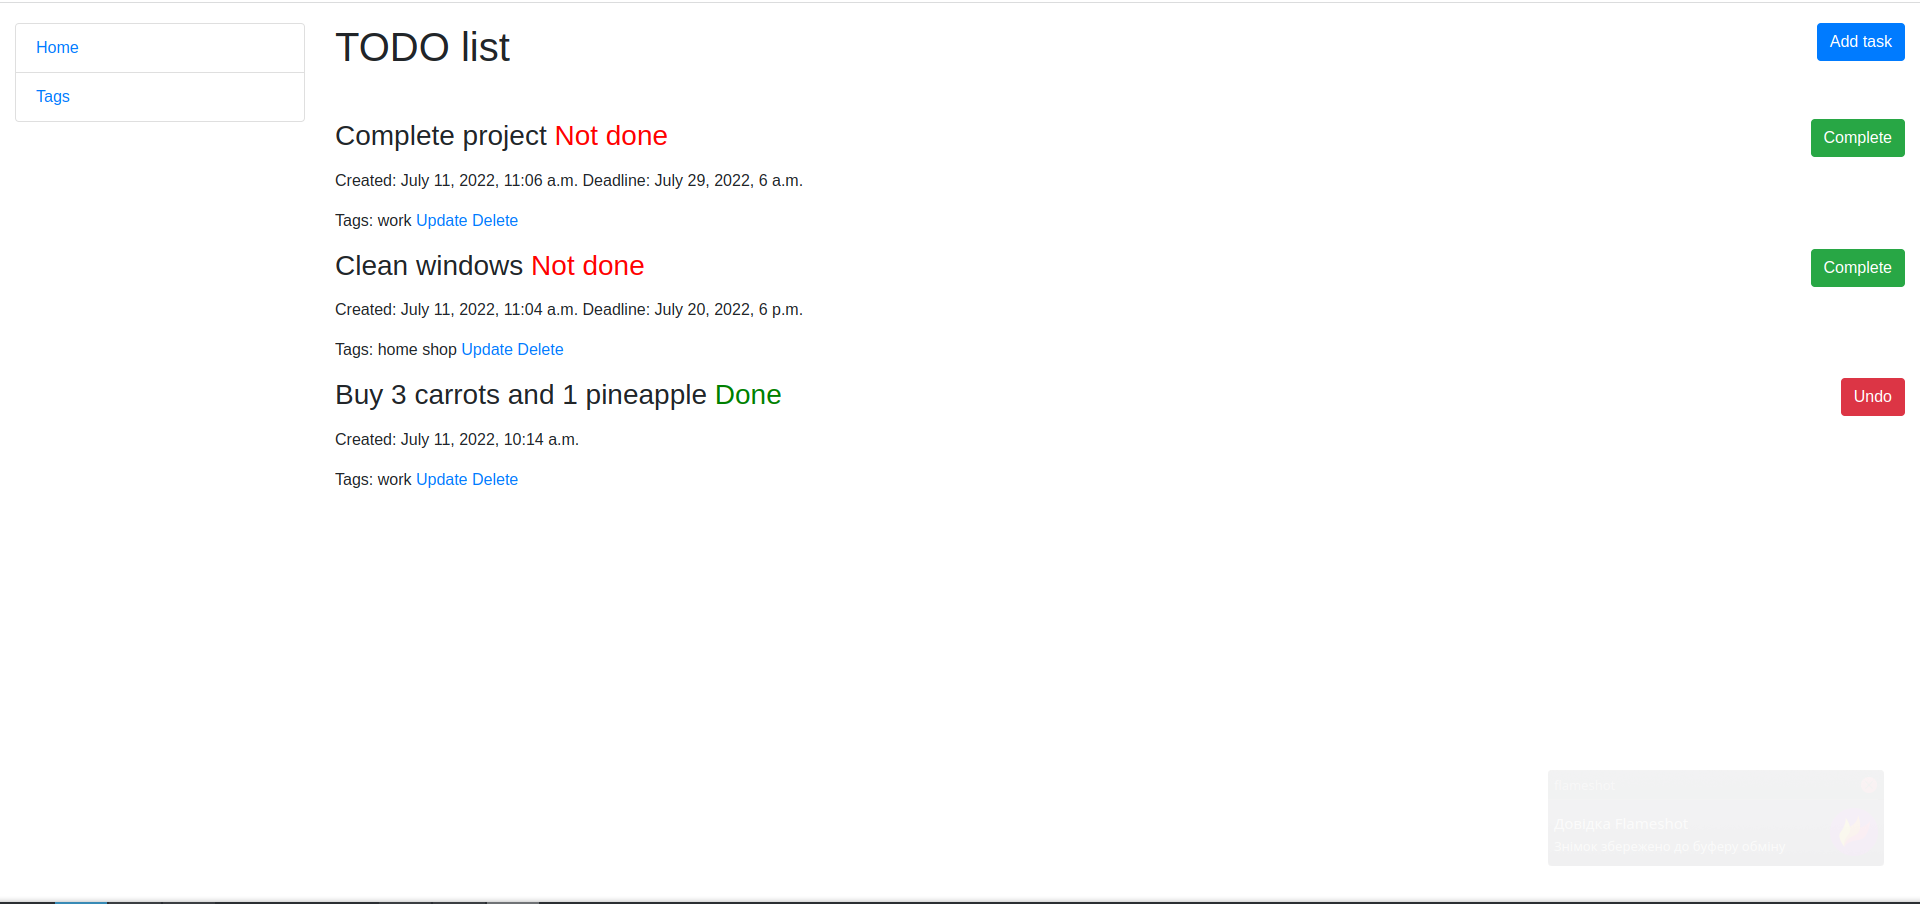 Home
Tags
TODO list
Add task
Complete project Not done
Complete
Created: July 11, 2022, 11:06 a.m. Deadline: July 29, 2022, 6 a.m.
Tags: work Update Delete
Clean windows Not done
Complete
Created: July 11, 2022, 11:04 a.m. Deadline: July 20, 2022, 6 p.m.
Tags: home shop Update Delete
Buy 3 carrots and 1 pineapple Done
Undo
Created: July 11, 2022, 10:14 a.m.
Tags: work Update Delete
Довідка Flameshot
Знімок збережено до буферу обміну